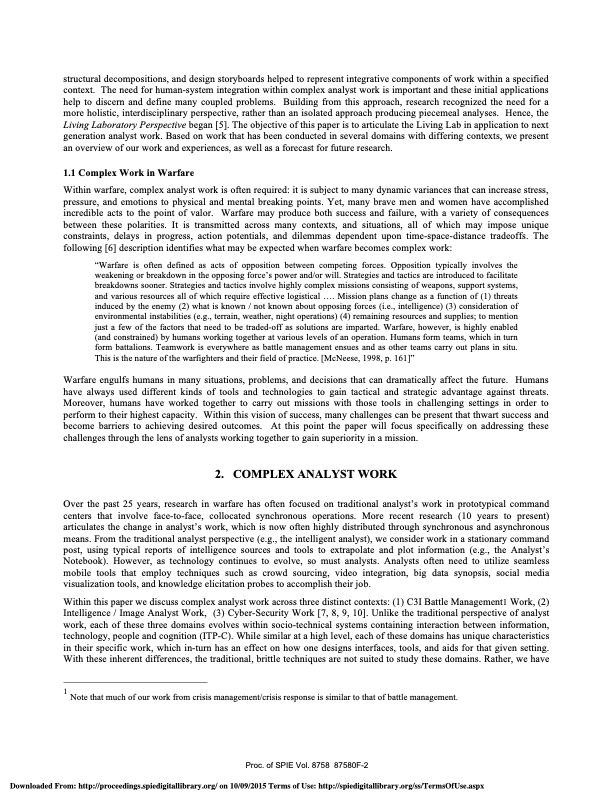 structural decompositions, and design storyboards helped to represent integrative components of work within a specified
context. The need for human-system integration within complex analyst work is important and these initial applications
help to discern and define many coupled problems. Building from this approach, research recognized the need for a
more holistic, interdisciplinary perspective, rather than an isolated approach producing piecemeal analyses. Hence, the
Living Laboratory Perspective began [5]. The objective of this paper is to articulate the Living Lab in application to next
generation analyst work. Based on work that has been conducted in several domains with differing contexts, we present
an overview of our work and experiences, as well as a forecast for future research.
1.1 Complex Work in Warfare
Within warfare, complex analyst work is often required: it is subject to many dynamic variances that can increase stress,
pressure, and emotions to physical and mental breaking points. Yet, many brave men and women have accomplished
incredible acts to the point of valor. Warfare may produce both success and failure, with a variety of consequences
between these polarities. It is transmitted across many contexts, and situations, all of which may impose unique
constraints, delays in progress, action potentials, and dilemmas dependent upon time-space-distance tradeoffs. The
following [6] description identifies what may be expected when warfare becomes complex work:
“Warfare is often defined as acts of opposition between competing forces. Opposition typically involves the
weakening or breakdown in the opposing force’s power and/or will. Strategies and tactics are introduced to facilitate
breakdowns sooner. Strategies and tactics involve highly complex missions consisting of weapons, support systems,
and various resources all of which require effective logistical …. Mission plans change as a function of (1) threats
induced by the enemy (2) what is known / not known about opposing forces (i.e., intelligence) (3) consideration of
environmental instabilities (e.g., terrain, weather, night operations) (4) remaining resources and supplies; to mention
just a few of the factors that need to be traded-off as solutions are imparted. Warfare, however, is highly enabled
(and constrained) by humans working together at various levels of an operation. Humans form teams, which in turn
form battalions. Teamwork is everywhere as battle management ensues and as other teams carry out plans in situ.
This is the nature of the warfighters and their field of practice. [McNeese, 1998, p. 161]”
Warfare engulfs humans in many situations, problems, and decisions that can dramatically affect the future. Humans
have always used different kinds of tools and technologies to gain tactical and strategic advantage against threats.
Moreover, humans have worked together to carry out missions with those tools in challenging settings in order to
perform to their highest capacity. Within this vision of success, many challenges can be present that thwart success and
become barriers to achieving desired outcomes. At this point the paper will focus specifically on addressing these
challenges through the lens of analysts working together to gain superiority in a mission.
2. COMPLEX ANALYST WORK
Over the past 25 years, research in warfare has often focused on traditional analyst’s work in prototypical command
centers that involve face-to-face, collocated synchronous operations. More recent research (10 years to present)
articulates the change in analyst’s work, which is now often highly distributed through synchronous and asynchronous
means. From the traditional analyst perspective (e.g., the intelligent analyst), we consider work in a stationary command
post, using typical reports of intelligence sources and tools to extrapolate and plot information (e.g., the Analyst’s
Notebook). However, as technology continues to evolve, so must analysts. Analysts often need to utilize seamless
mobile tools that employ techniques such as crowd sourcing, video integration, big data synopsis, social media
visualization tools, and knowledge elicitation probes to accomplish their job.
Within this paper we discuss complex analyst work across three distinct contexts: (1) C3I Battle Management1 Work, (2)
Intelligence / Image Analyst Work, (3) Cyber-Security Work [7, 8, 9, 10]. Unlike the traditional perspective of analyst
work, each of these three domains evolves within socio-technical systems containing interaction between information,
technology, people and cognition (ITP-C). While similar at a high level, each of these domains has unique characteristics
in their specific work, which in-turn has an effect on how one designs interfaces, tools, and aides for that given setting.
With these inherent differences, the traditional, brittle techniques are not suited to study these domains. Rather, we have
1 Note that much of our work from crisis management/crisis response is similar to that of battle management.
Proc. of SPIE Vol. 8758 87580F-2
Downloaded From: http://proceedings.spiedigitallibrary.org/ on 10/09/2015 Terms of Use: http://spiedigitallibrary.org/ss/TermsOfUse.aspx